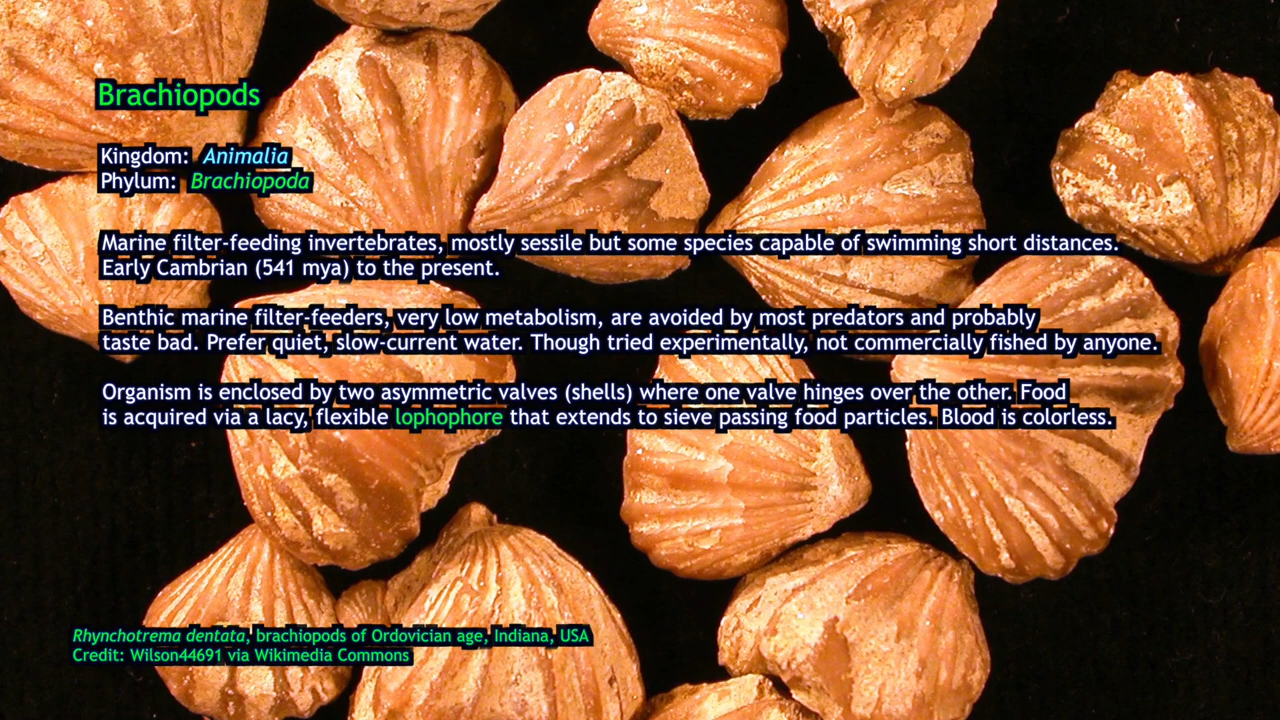 Brachiopods
Kingdom: Animalia
Phylum: Brachiopoda
Marine filter-feeding invertebrates, mostly sessile but some species capable of swimming short distances.
Early Cambrian (541 mya) to the present.
Benthic marine filter-feeders, very low metabolism, are avoided by most predators and probably
taste bad. Prefer quiet, slow-current water. Though tried experimentally, not commercially fished by anyone.
Organism is enclosed by two asymmetric valves (shells) where one valve hinges over the other. Food
is acquired via a lacy, flexible lophophore that extends to sieve passing food particles. Blood is colorless.
Rhynchotrema dentata, brachiopods of Ordovician age, Indiana, USA
Credit: Wilson44691 via Wikimedia Commons